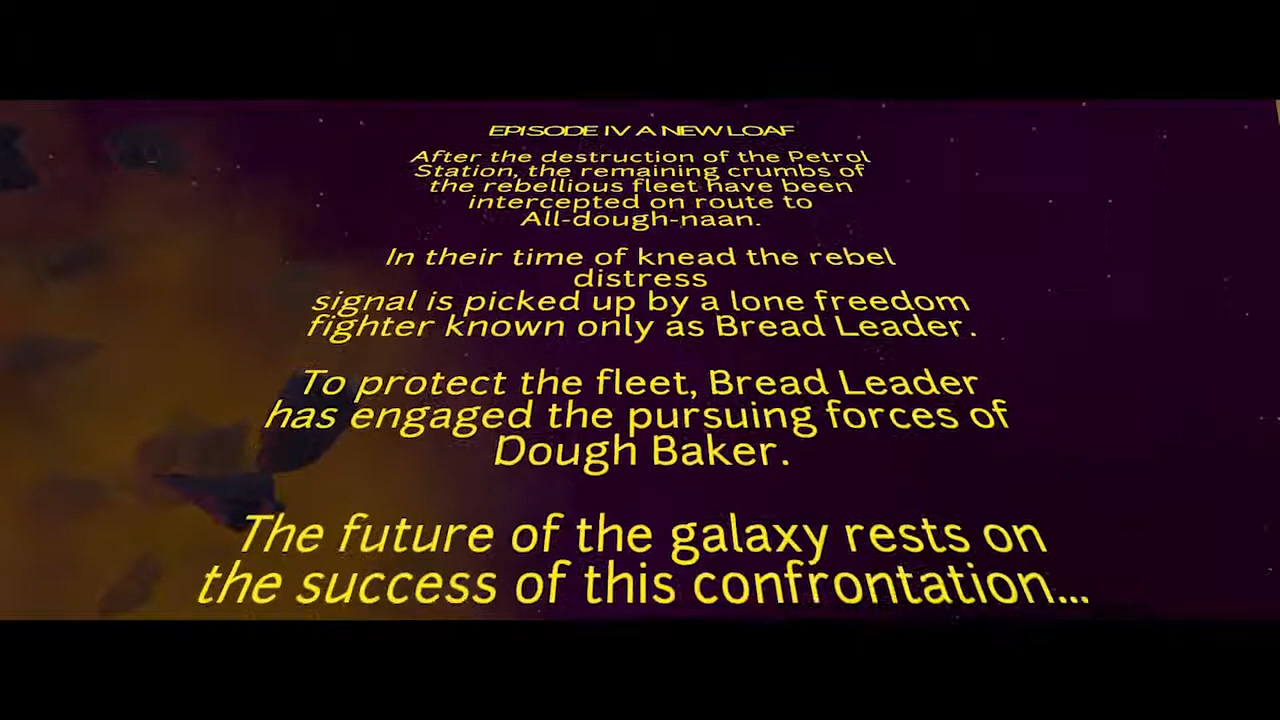 EPISODE IV A NEW LOAF
After the destruction of the Petrol
Station, the remaining crumbs of
the rebellious fleet have been
intercepted on route to
All-dough-naan.
In their time of knead the rebel
distress
signal is picked up by a lone freedom
fighter known only as Bread Leader.
To protect the fleet, Bread Leader
has engaged the pursuing forces of
Dough Baker.
The future of the galaxy rests on
the success of this confrontation...